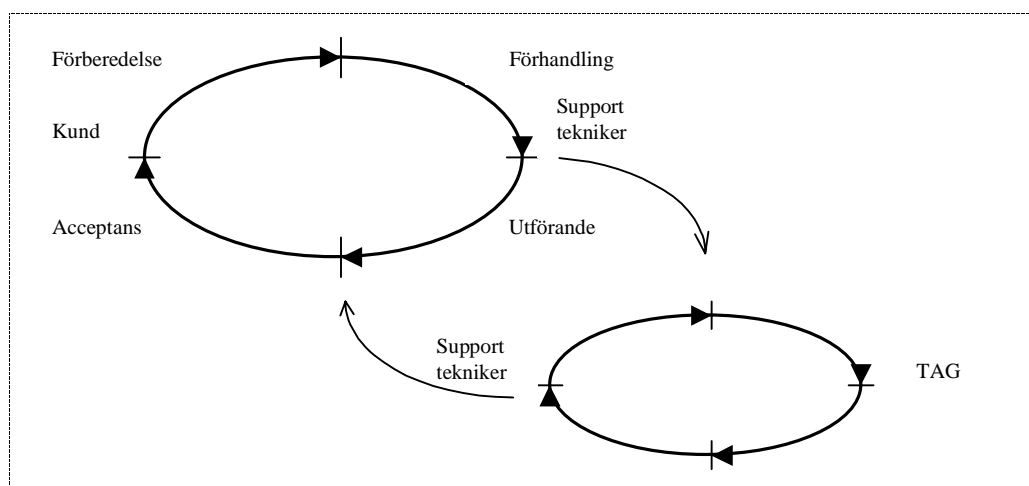 Förberedelse
Förhandling
Support
tekniker
Kund
Acceptans
Utförande
Support
tekniker
TAG